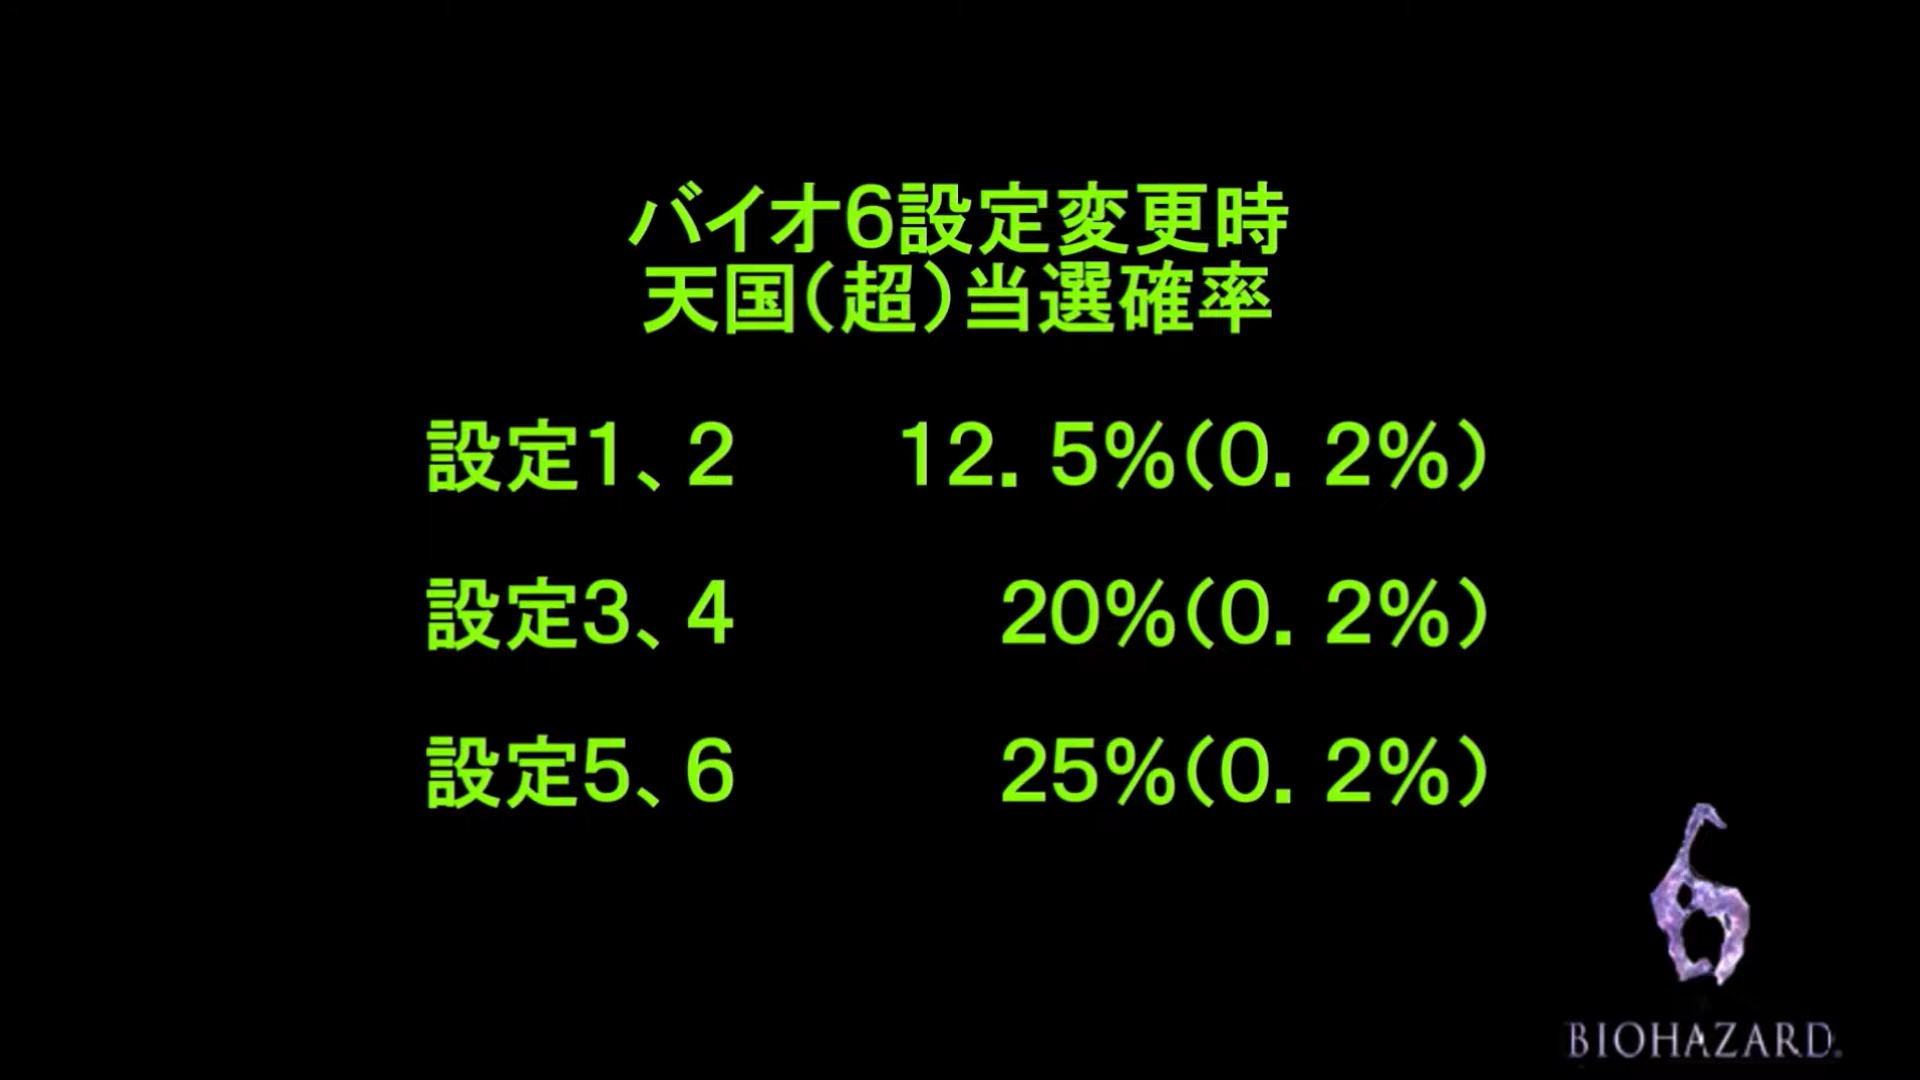 バイオ6設定変更時
天国（超）当選確率
設定1、2　12．5%（0．2%）
設定3、4　20%（0．2%）
設定5、6　25%（0．2%）
6
BIOHAZARD.